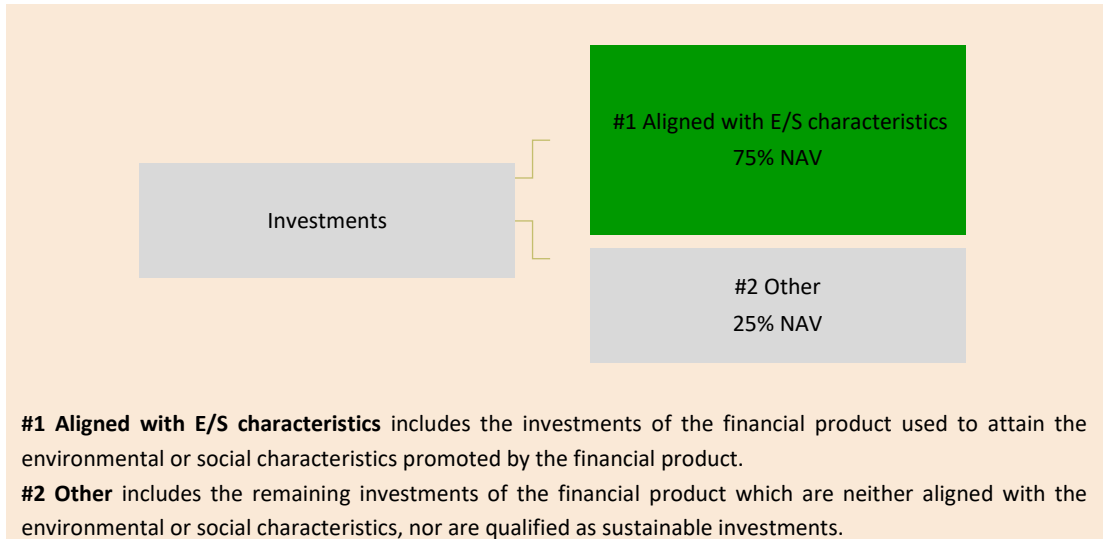 #1 Aligned with E/S characteristics
75% NAV
Investments
#2 Other
25% NAV
#1 Aligned with E/S characteristics includes the investments of the financial product used to attain the
environmental or social characteristics promoted by the financial product.
#2 Other includes the remaining investments of the financial product which are neither aligned with the
environmental or social characteristics, nor are qualified as sustainable investments.